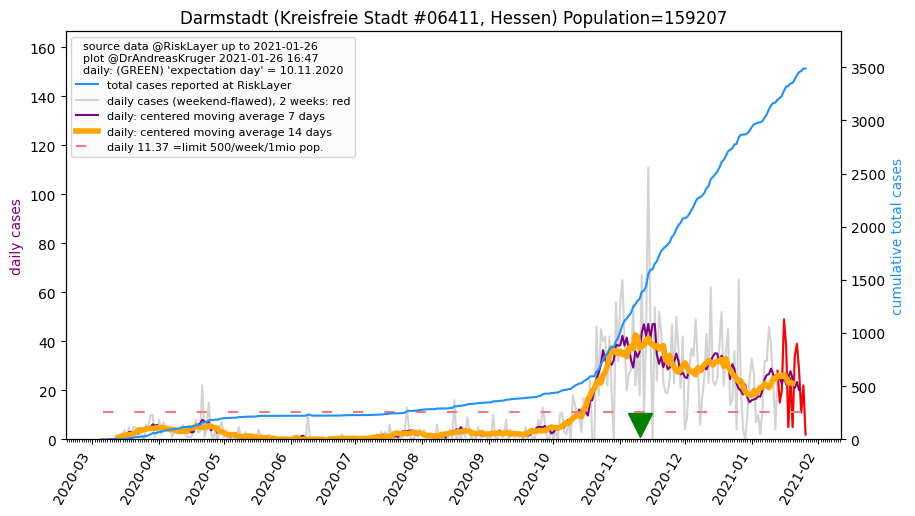 Darmstadt (Kreisfreie Stadt #06411, Hessen) Population=159207
source data @RiskLayer up to 2021-01-26
plot @DrAndreasKruger 2021-01-26 16:47
daily: (GREEN) 'expectation day' = 10.11.2020
total cases reported at RiskLayer
daily cases (weekend-flawed), 2 weeks: red
daily: centered moving average 7 days
daily: centered moving average 14 days
daily 11.37 =limit 500/week/1mio pop.
daily cases
160
140
120
100
80
60
40
20
0
cumulative total cases
3500
3000
2500
2000
1500
1000
500
0
2020-03
2020-04
2020-05
2020-06
2020-07
2020-08
2020-09
2020-10
2020-11
2020-12
2021-01
2021-02